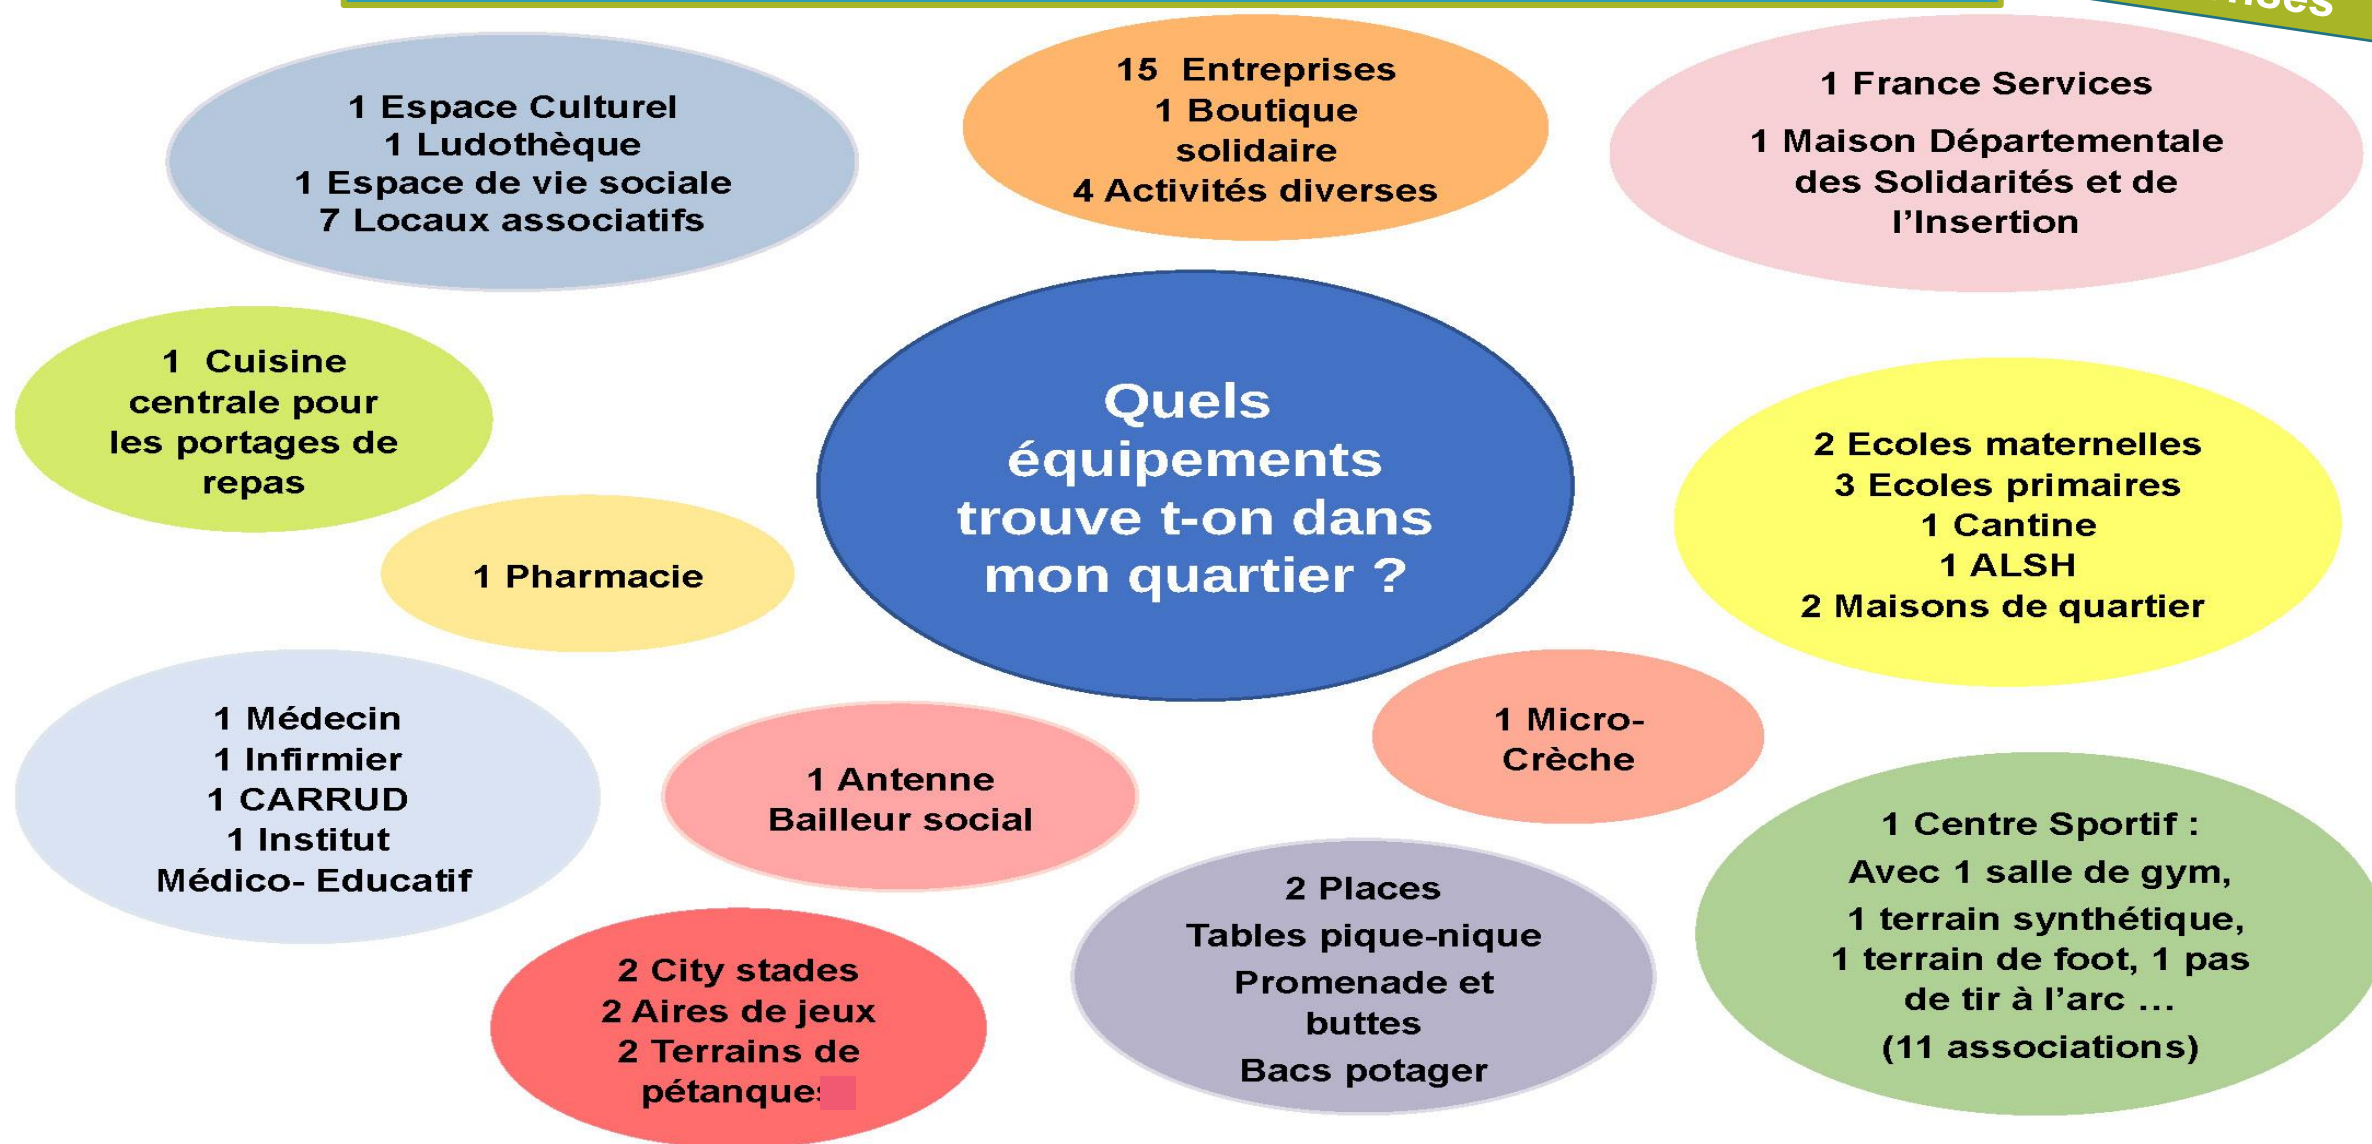 1 Espace Culturel
1 Ludothèque
1 Espace de vie sociale
7 Locaux associatifs
15 Entreprises
1 Boutique
solidaire
4 Activités diverses
1 France Services
1 Maison Départementale
des Solidarités et de
l'Insertion
1 Cuisine
centrale pour
les portages de
repas
Quels
équipements
trouve t-on dans
mon quartier ?
2 Ecoles maternelles
3 Ecoles primaires
1 Cantine
1 ALSH
2 Maisons de quartier
1 Pharmacie
1 Médecin
1 Infirmier
1 CARRUD
1 Institut
Médico- Educatif
1 Antenne
Bailleur social
1 Micro-
Crèche
2 City stades
2 Aires de jeux
2 Terrains de
pétanques
2 Places
Tables pique-nique
Promenade et
buttes
Bacs potager
1 Centre Sportif :
Avec 1 salle de gym,
1 terrain synthétique,
1 terrain de foot, 1 pas
de tir à l'arc ...
(11 associations)